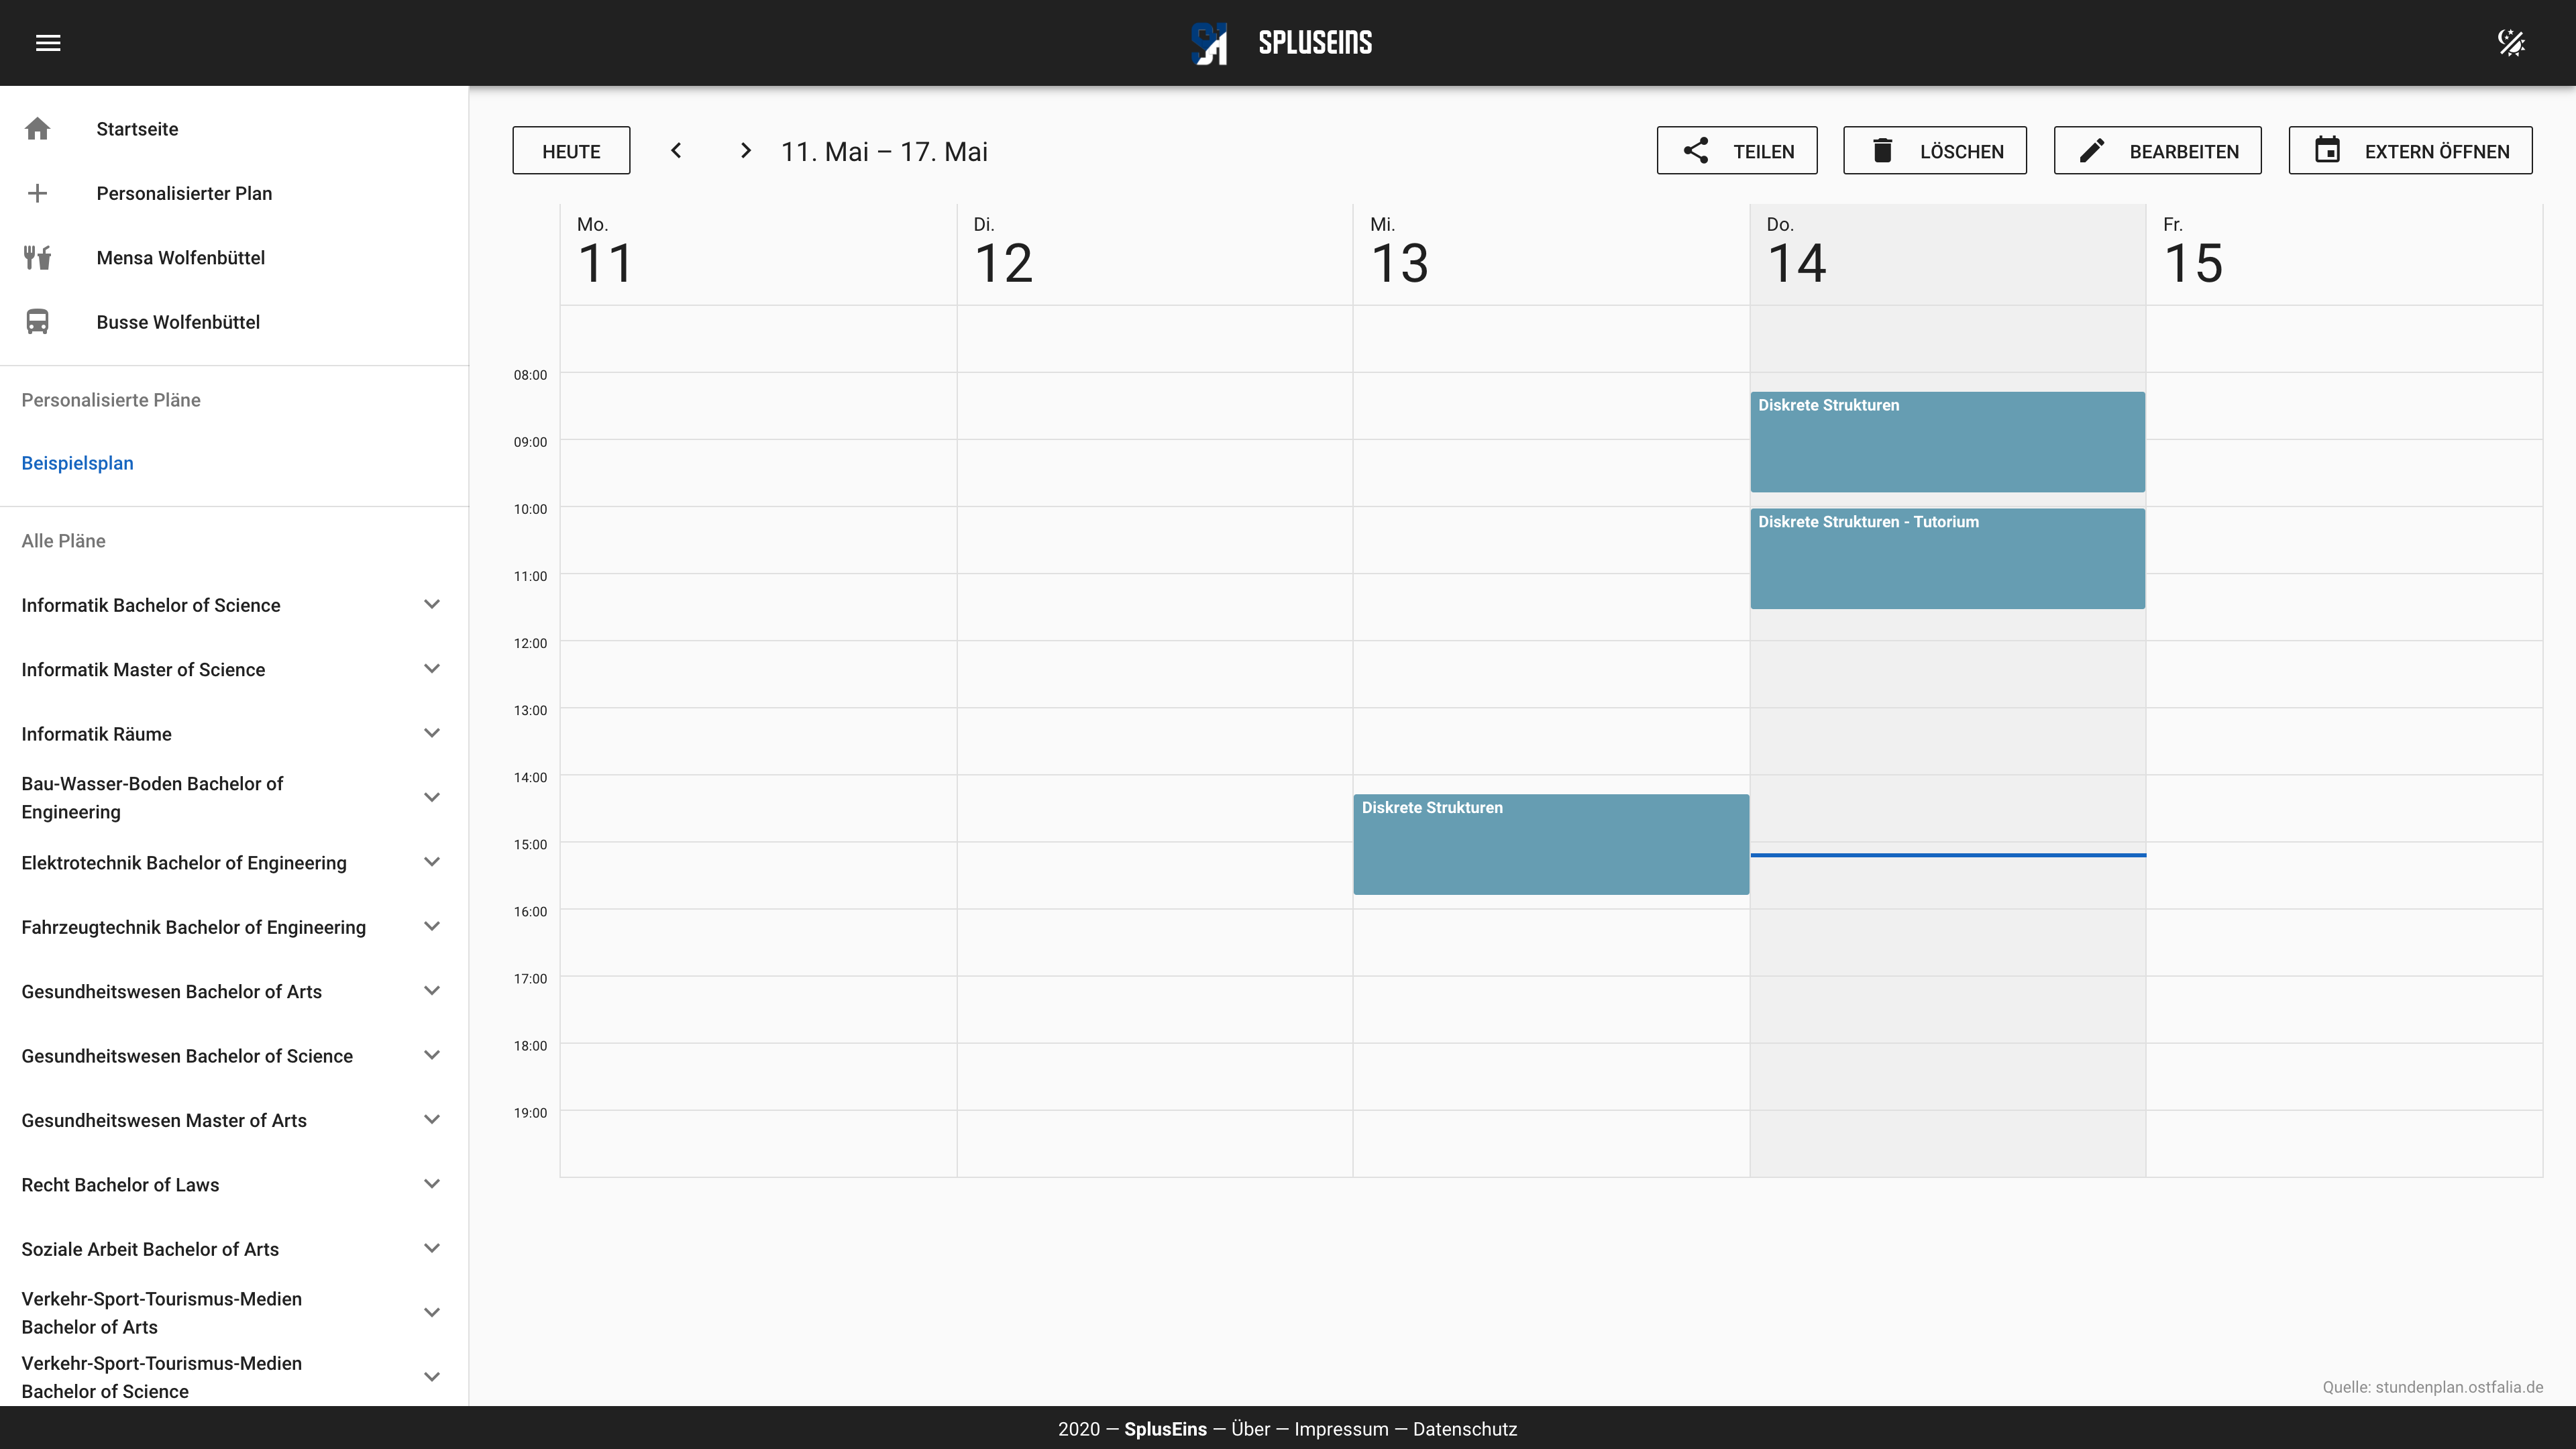 SPLUSEINS
Startseite
Personalisierter Plan
Mensa Wolfenbüttel
Busse Wolfenbüttel
Personalisierte Pläne
Beispielsplan
Alle Pläne
Informatik Bachelor of Science
Informatik Master of Science
Informatik Räume
Bau-Wasser-Boden Bachelor of
Engineering
Elektrotechnik Bachelor of Engineering
Fahrzeugtechnik Bachelor of Engineering
Gesundheitswesen Bachelor of Arts
Gesundheitswesen Bachelor of Science
Gesundheitswesen Master of Arts
Recht Bachelor of Laws
Soziale Arbeit Bachelor of Arts
Verkehr-Sport-Tourismus-Medien
Bachelor of Arts
Verkehr-Sport-Tourismus-Medien
Bachelor of Science
HEUTE 11. Mai – 17. Mai TEILEN LÖSCHEN BEARBEITEN EXTERN ÖFFNEN
Mo. Di. Mi. Do. Fr.
11 12 13 14 15
08:00
Diskrete Strukturen
09:00
10:00
Diskrete Strukturen - Tutorium
11:00
12:00
13:00
14:00
Diskrete Strukturen
15:00
16:00
17:00
18:00
19:00
Quelle: stundenplan.ostfalia.de
2020 — SplusEins — Über — Impressum — Datenschutz